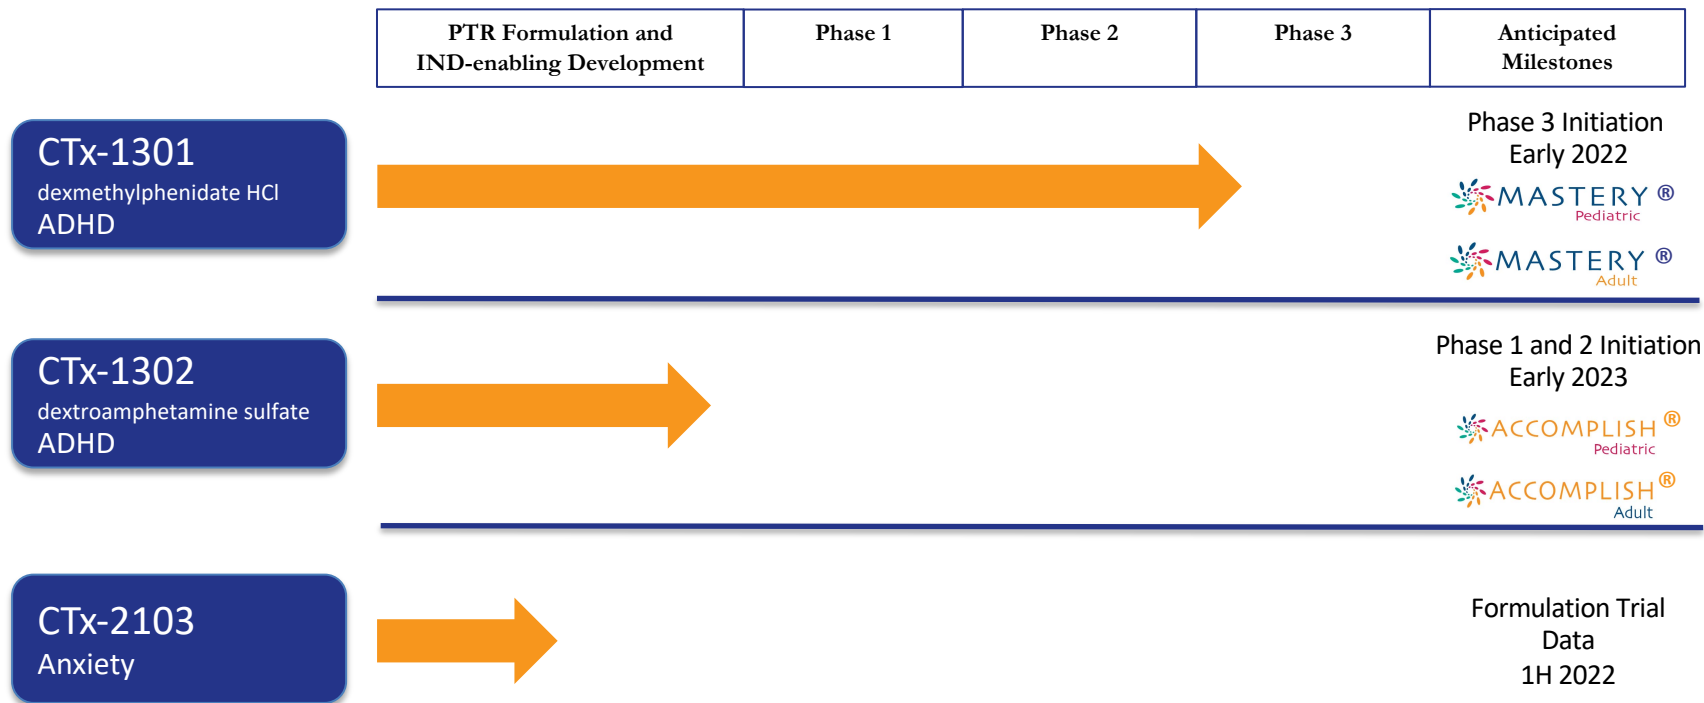 PTR Formulation and
IND-enabling Development
Phase 1
Phase 2
Phase 3
Anticipated
Milestones
CTx-1301
dexmethylphenidate HCl
ADHD
Phase 3 Initiation
Early 2022
MASTERY ®
Pediatric
MASTERY ®
Adult
CTx-1302
dextroamphetamine sulfate
ADHD
Phase 1 and 2 Initiation
Early 2023
ACCOMPLISH ®
Pediatric
ACCOMPLISH ®
Adult
CTx-2103
Anxiety
Formulation Trial
Data
1H 2022